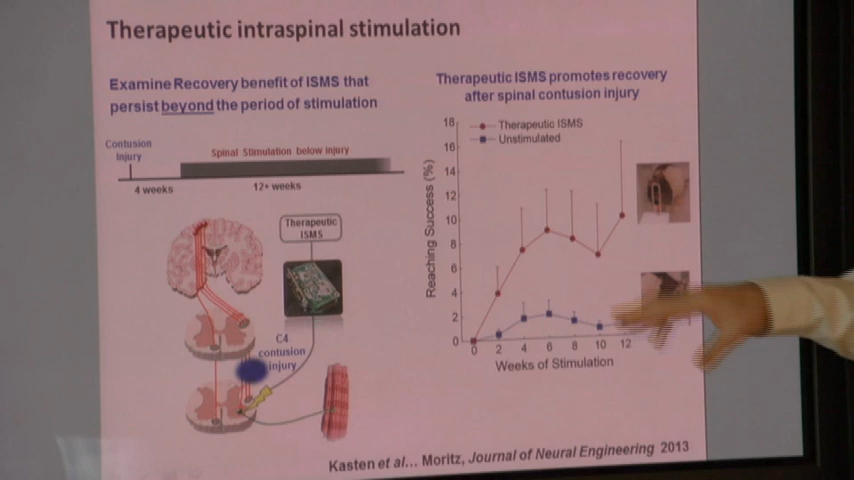 Therapeutic intraspinal stimulation
Examine Recovery benefit of ISMS that
persist beyond the period of stimulation
Contusion
Injury
Spinal Stimulation below injury
4 weeks
12+ weeks
Therapeutic
ISMS
C4
contusion
injury
Therapeutic ISMS promotes recovery
after spinal contusion injury
Therapeutic ISMS
Unstimulated
Reaching Success (%)
18
16
14
12
10
8
6
4
2
0
0 2 4 6 8 10 12
Weeks of Stimulation
Kasten et al... Moritz, Journal of Neural Engineering 2013